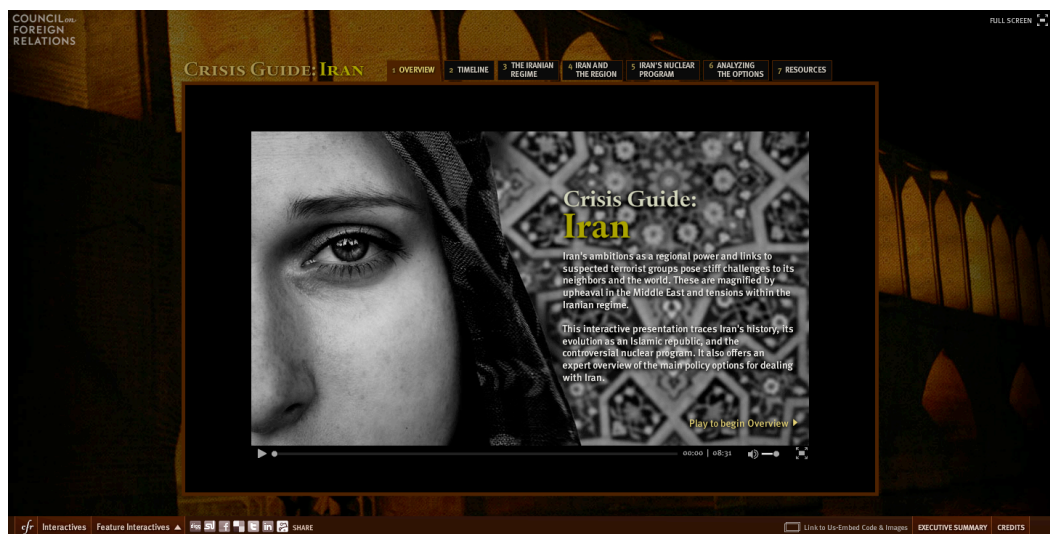 COUNCIL on
FOREIGN
RELATIONS
FULL SCREEN
CRISIS GUIDE: IRAN
1 OVERVIEW
2 TIMELINE
3 THE IRANIAN
REGIME
4 IRAN AND
THE REGION
5 IRAN'S NUCLEAR
PROGRAM
6 ANALYZING
THE OPTIONS
7 RESOURCES
Crisis Guide:
Iran
Iran's ambitions as a regional power and links to
suspected terrorist groups pose stiff challenges to its
neighbors and the world. These are magnified by
upheaval in the Middle East and tensions within the
Iranian regime.
This interactive presentation traces Iran's history, its
evolution as an Islamic republic, and the
controversial nuclear program. It also offers an
expert overview of the main policy options for dealing
with Iran.
Play to begin Overview
00:00 | 08:31
cfr Interactives Feature Interactives
SHARE
Link to Us-Embed Code & Images
EXECUTIVE SUMMARY
CREDITS